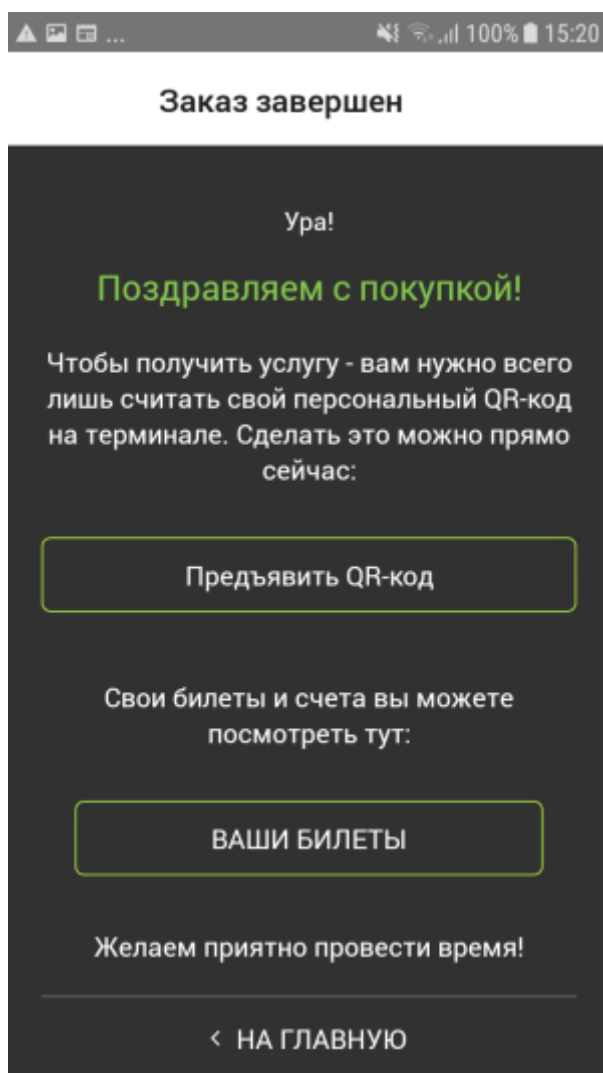 ... 100% 15:20
Заказ завершен
Ура!
Поздравляем с покупкой!
Чтобы получить услугу - вам нужно всего
лишь считать свой персональный QR-код
на терминале. Сделать это можно прямо
сейчас:
Предъявить QR-код
Свои билеты и счета вы можете
посмотреть тут:
ВАШИ БИЛЕТЫ
Желаем приятно провести время!
< НА ГЛАВНУЮ